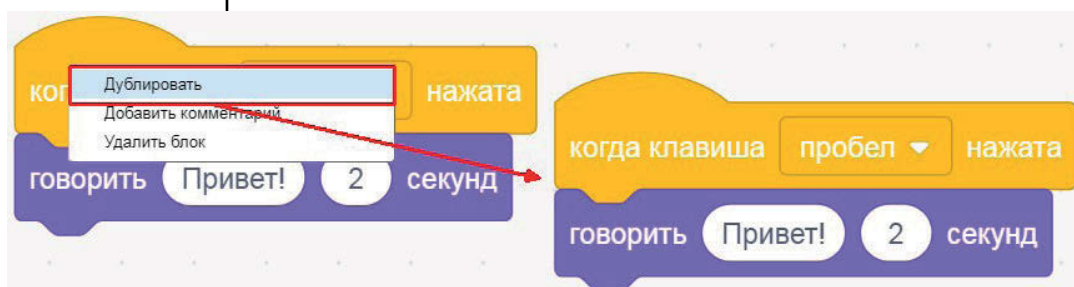 ког нажата
Дублировать
Добавить комментарий
Удалить блок
говорить Привет! 2 секунд
когда клавиша пробел нажата
говорить Привет! 2 секунд